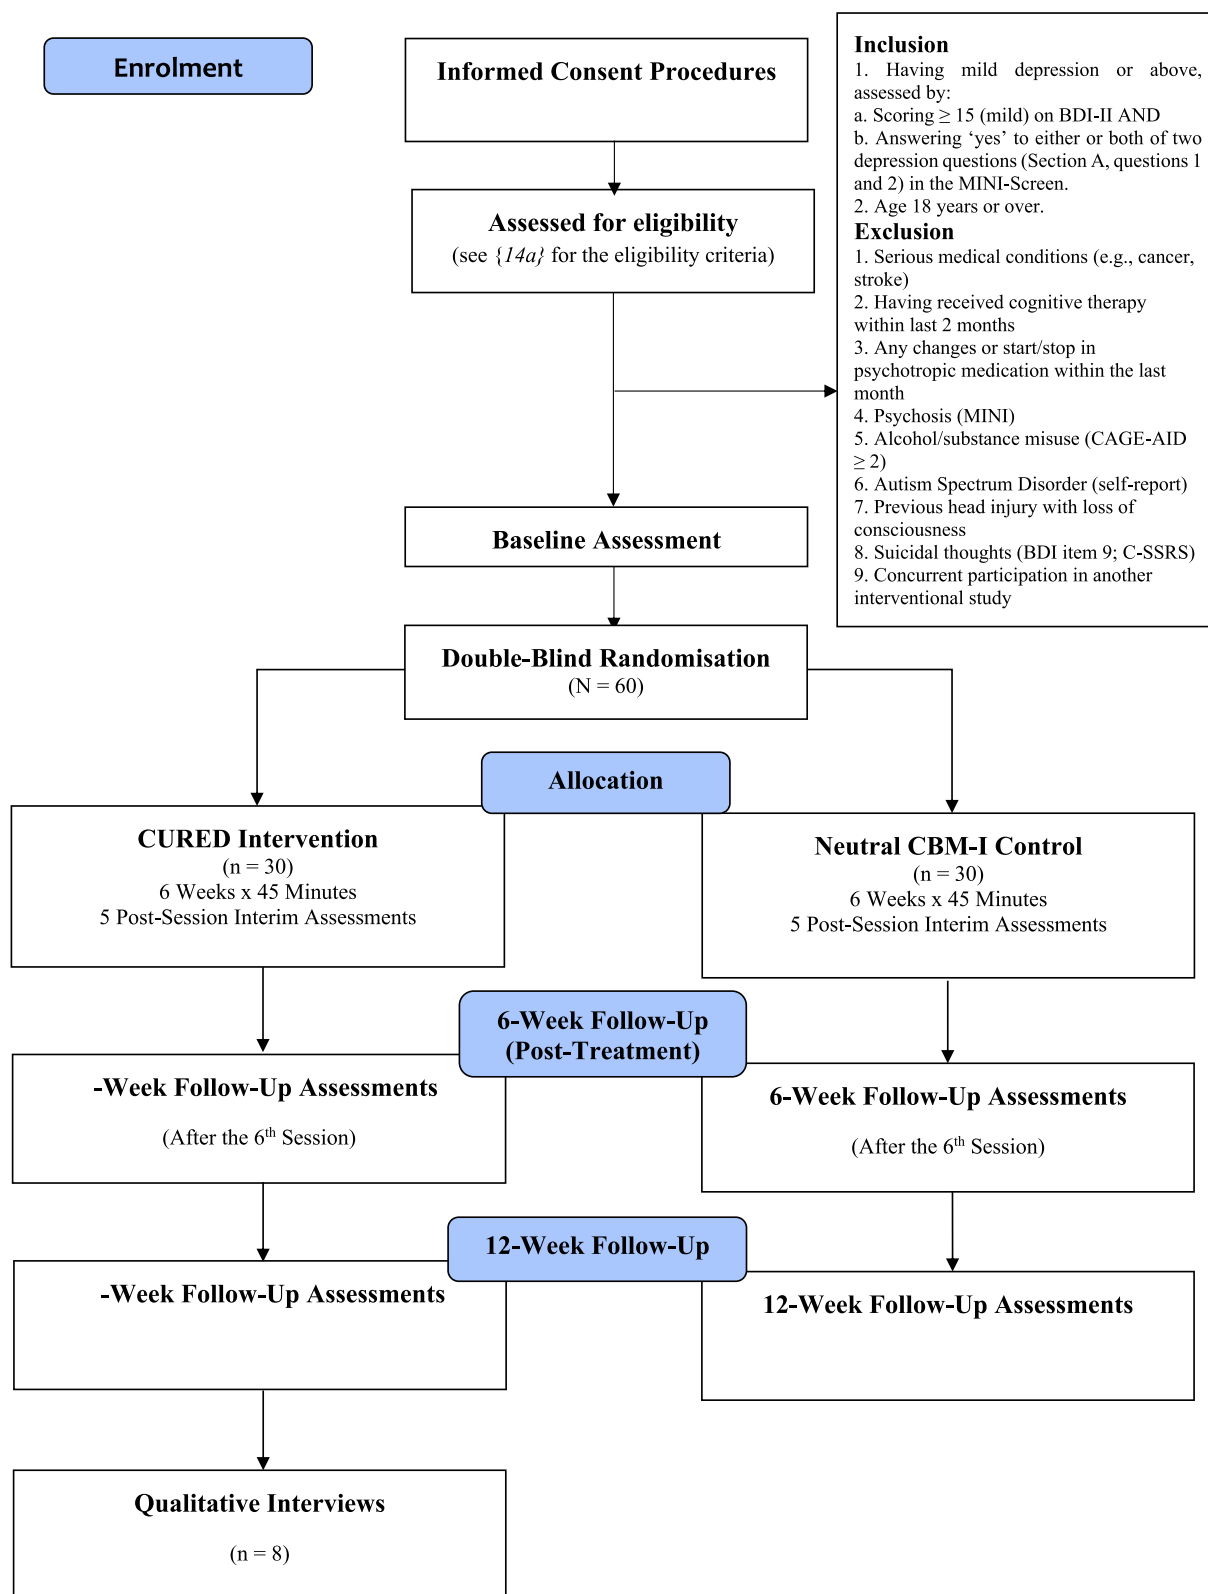 Enrolment
Informed Consent Procedures
Assessed for eligibility
(see {14a} for the eligibility criteria)
Inclusion
1. Having mild depression or above,
assessed by:
a. Scoring ≥ 15 (mild) on BDI-II AND
b. Answering ‘yes’ to either or both of two
depression questions (Section A, questions 1
and 2) in the MINI-Screen.
2. Age 18 years or over.
Exclusion
1. Serious medical conditions (e.g., cancer,
stroke)
2. Having received cognitive therapy
within last 2 months
3. Any changes or start/stop in
psychotropic medication within the last
month
4. Psychosis (MINI)
5. Alcohol/substance misuse (CAGE-AID
≥ 2)
6. Autism Spectrum Disorder (self-report)
7. Previous head injury with loss of
consciousness
8. Suicidal thoughts (BDI item 9; C-SSRS)
9. Concurrent participation in another
interventional study
Baseline Assessment
Double-Blind Randomisation
(N = 60)
Allocation
CURED Intervention
(n = 30)
6 Weeks x 45 Minutes
5 Post-Session Interim Assessments
Neutral CBM-I Control
(n = 30)
6 Weeks x 45 Minutes
5 Post-Session Interim Assessments
6-Week Follow-Up
(Post-Treatment)
-Week Follow-Up Assessments
(After the 6th Session)
6-Week Follow-Up Assessments
(After the 6th Session)
12-Week Follow-Up
-Week Follow-Up Assessments
12-Week Follow-Up Assessments
Qualitative Interviews
(n = 8)